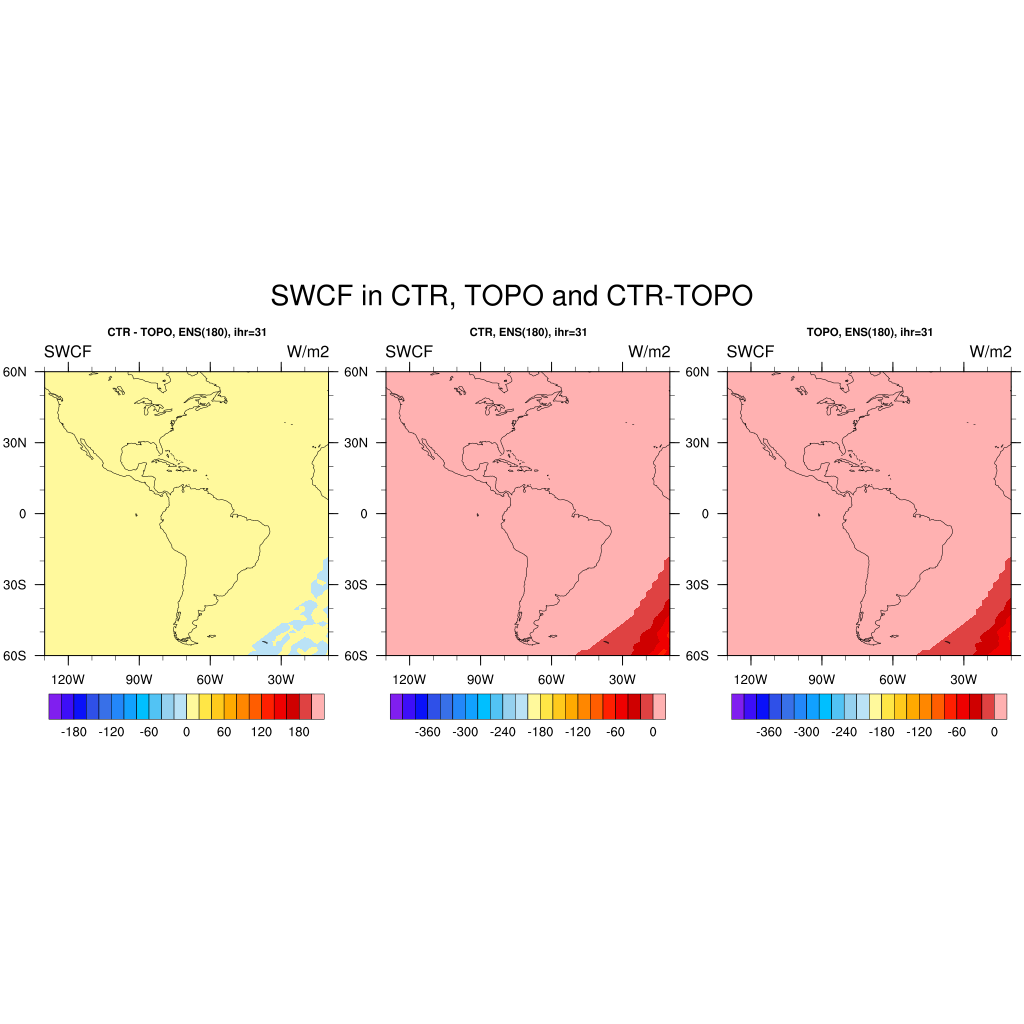 SWCF in CTR, TOPO and CTR-TOPO
CTR - TOPO, ENS(180), ihr=31
SWCF W/m2
60N
30N
0
30S
60S
120W 90W 60W 30W
-180 -120 -60 0 60 120 180
CTR, ENS(180), ihr=31
SWCF W/m2
60N
30N
0
30S
60S
120W 90W 60W 30W
-360 -300 -240 -180 -120 -60 0
TOPO, ENS(180), ihr=31
SWCF W/m2
60N
30N
0
30S
60S
120W 90W 60W 30W
-360 -300 -240 -180 -120 -60 0